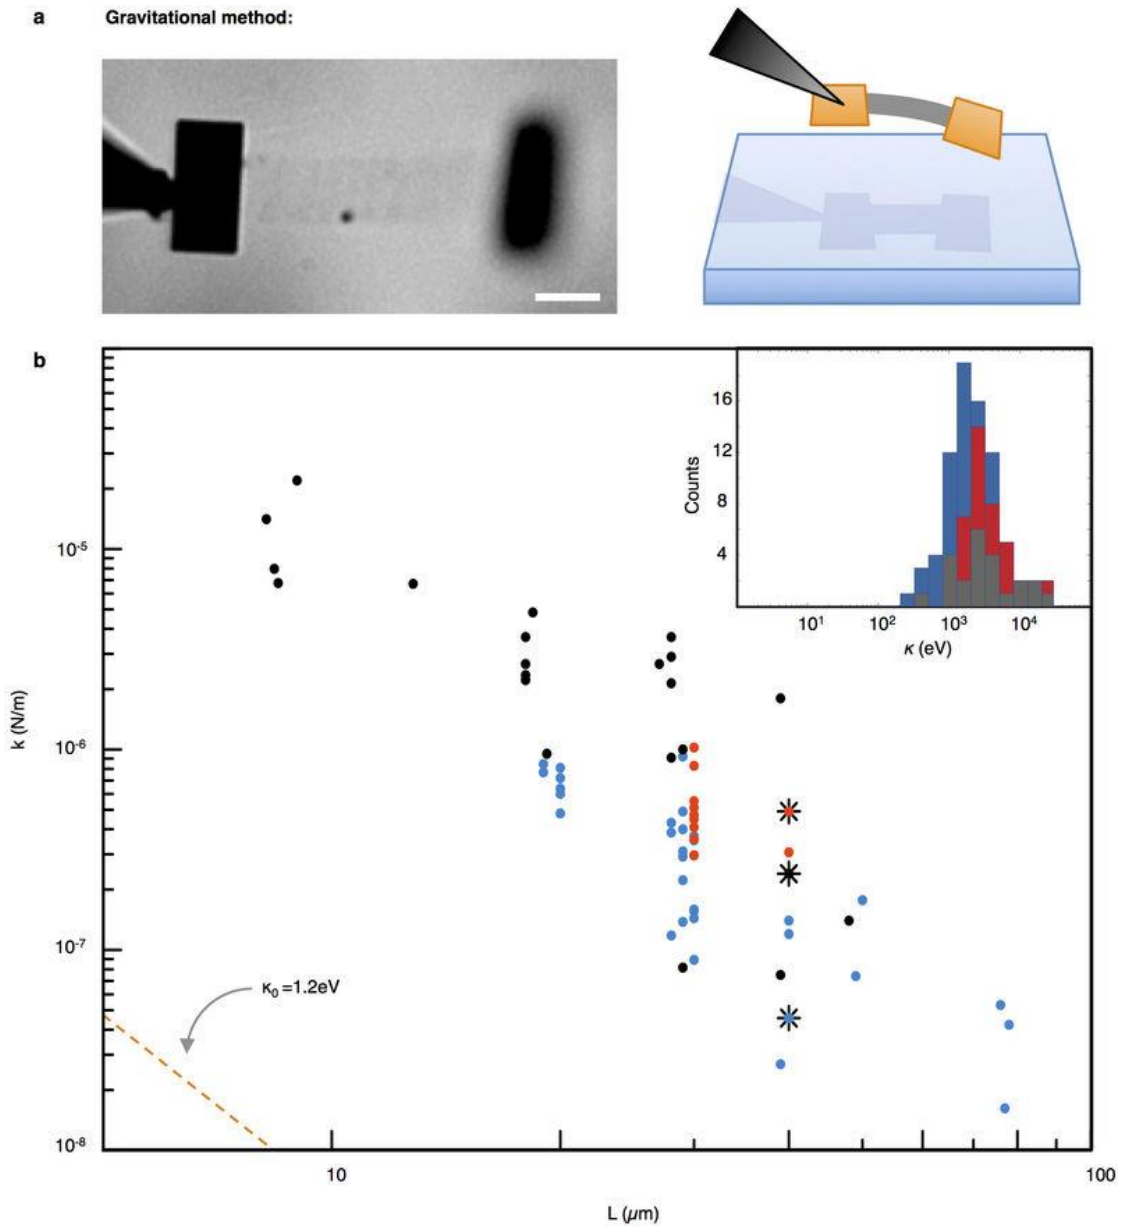 a
Gravitational method:
b
16
12
8
4
Counts
10¹
10²
10³
10⁴
κ (eV)
10⁻⁵
10⁻⁶
10⁻⁷
10⁻⁸
k (N/m)
κ₀ =1.2eV
10
100
L (μm)